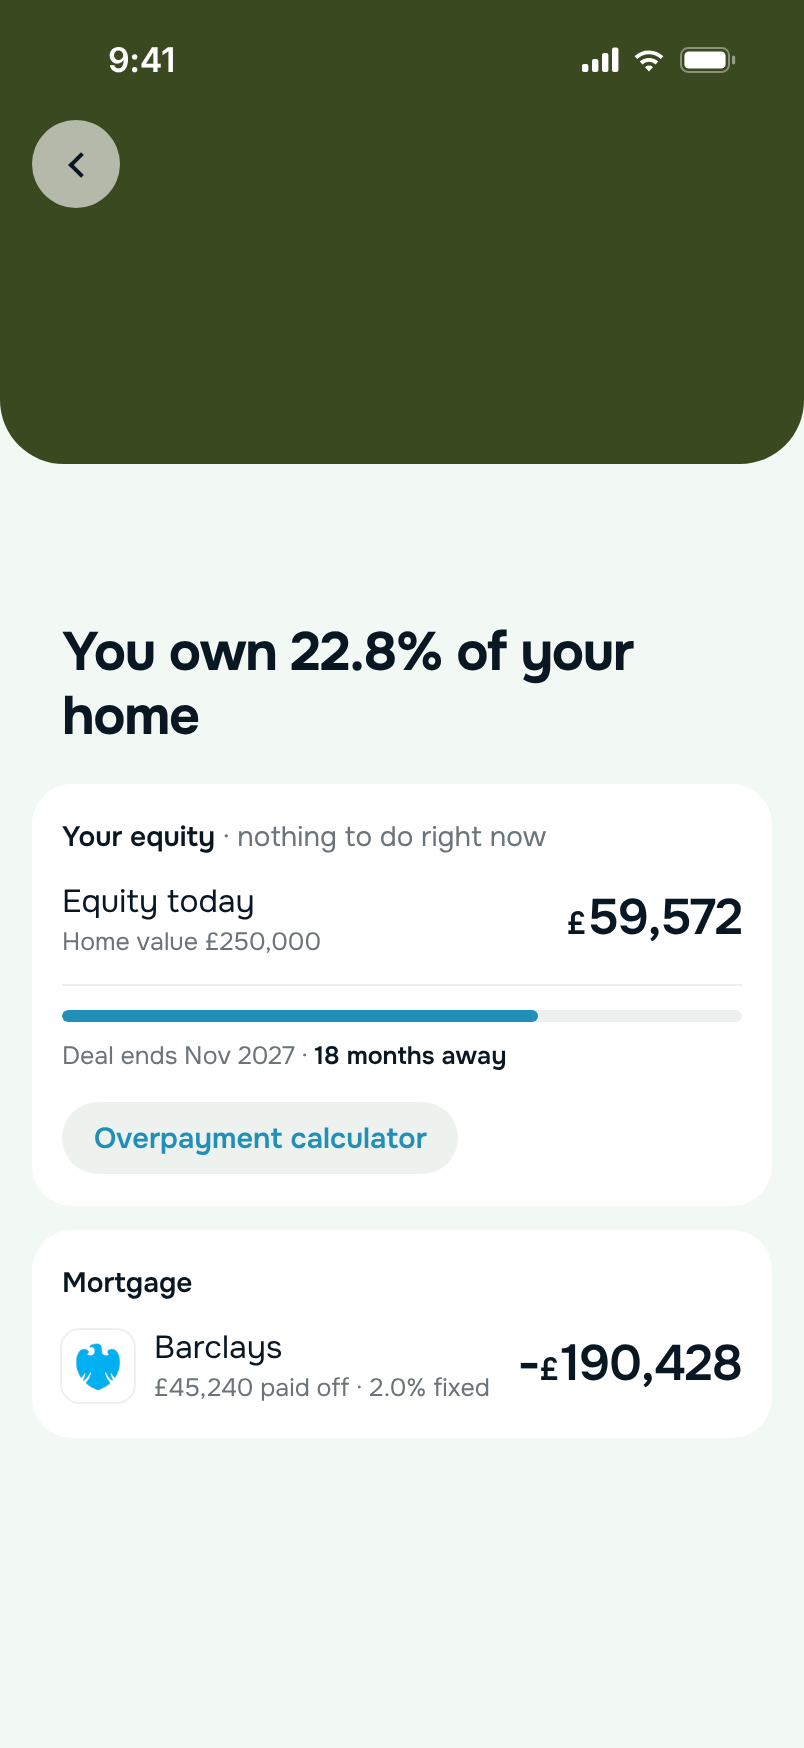 9:41
You own 22.8% of your
home
Your equity · nothing to do right now
Equity today
Home value £250,000
£59,572
Deal ends Nov 2027 · 18 months away
Overpayment calculator
Mortgage
Barclays
£45,240 paid off · 2.0% fixed
-£190,428